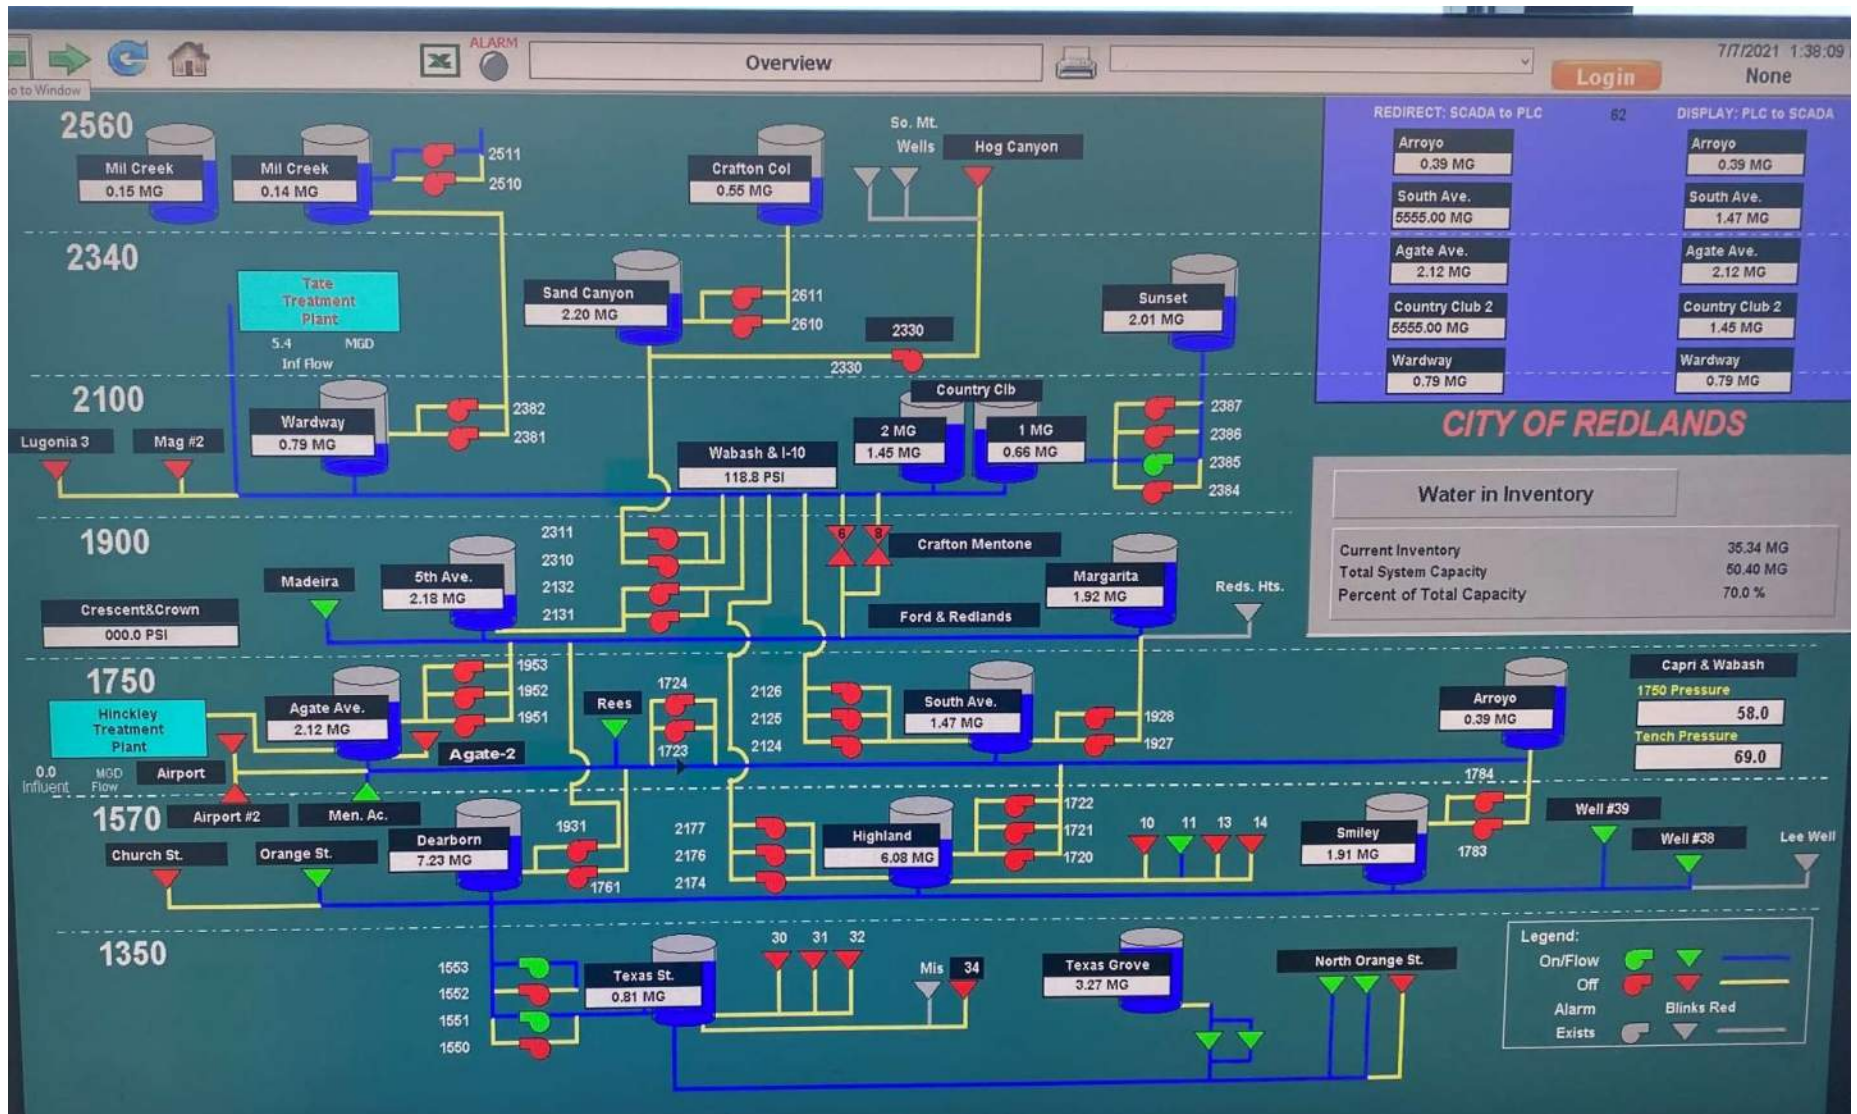 ALARM
Overview
Login
7/7/2021 1:38:09
None
o to Window
REDIRECT: SCADA to PLC
62
DISPLAY: PLC to SCADA
Arroyo
0.39 MG
Arroyo
0.39 MG
South Ave.
5555.00 MG
South Ave.
1.47 MG
Agate Ave.
2.12 MG
Agate Ave.
2.12 MG
Country Club 2
5555.00 MG
Country Club 2
1.45 MG
Wardway
0.79 MG
Wardway
0.79 MG
CITY OF REDLANDS
Water in Inventory
Current Inventory 35.34 MG
Total System Capacity 50.40 MG
Percent of Total Capacity 70.0 %
2560
Mil Creek
0.15 MG
Mil Creek
0.14 MG
2511
2510
Crafton Col
0.55 MG
So. Mt.
Wells
Hog Canyon
2340
Tate
Treatment
Plant
5.4 MGD
Inf Flow
Sand Canyon
2.20 MG
2611
2610
2330
2330
Sunset
2.01 MG
2100
Lugonia 3
Mag #2
Wardway
0.79 MG
2382
2381
Wabash & I-10
118.8 PSI
Country Clb
2 MG
1.45 MG
1 MG
0.66 MG
2387
2386
2385
2384
1900
Madeira
Crescent&Crown
000.0 PSI
5th Ave.
2.18 MG
2311
2310
2132
2131
6
8
Crafton Mentone
Ford & Redlands
Margarita
1.92 MG
Reds. Hts.
1750
Hinckley
Treatment
Plant
0.0 MGD
Influent Flow
Airport
Agate Ave.
2.12 MG
Agate-2
1953
1952
1951
Rees
1724
1723
2126
2125
2124
South Ave.
1.47 MG
1928
1927
Arroyo
0.39 MG
Capri & Wabash
1750 Pressure
58.0
Tench Pressure
69.0
1570
Airport #2
Men. Ac.
Church St.
Orange St.
Dearborn
7.23 MG
1931
1761
2177
2176
2174
Highland
6.08 MG
1722
1721
1720
10 11 13 14
Smiley
1.91 MG
1784
1783
Well #39
Well #38
Lee Well
1350
1553
1552
1551
1550
Texas St.
0.81 MG
30 31 32
Mis 34
Texas Grove
3.27 MG
North Orange St.
Legend:
On/Flow
Off
Alarm Blinks Red
Exists